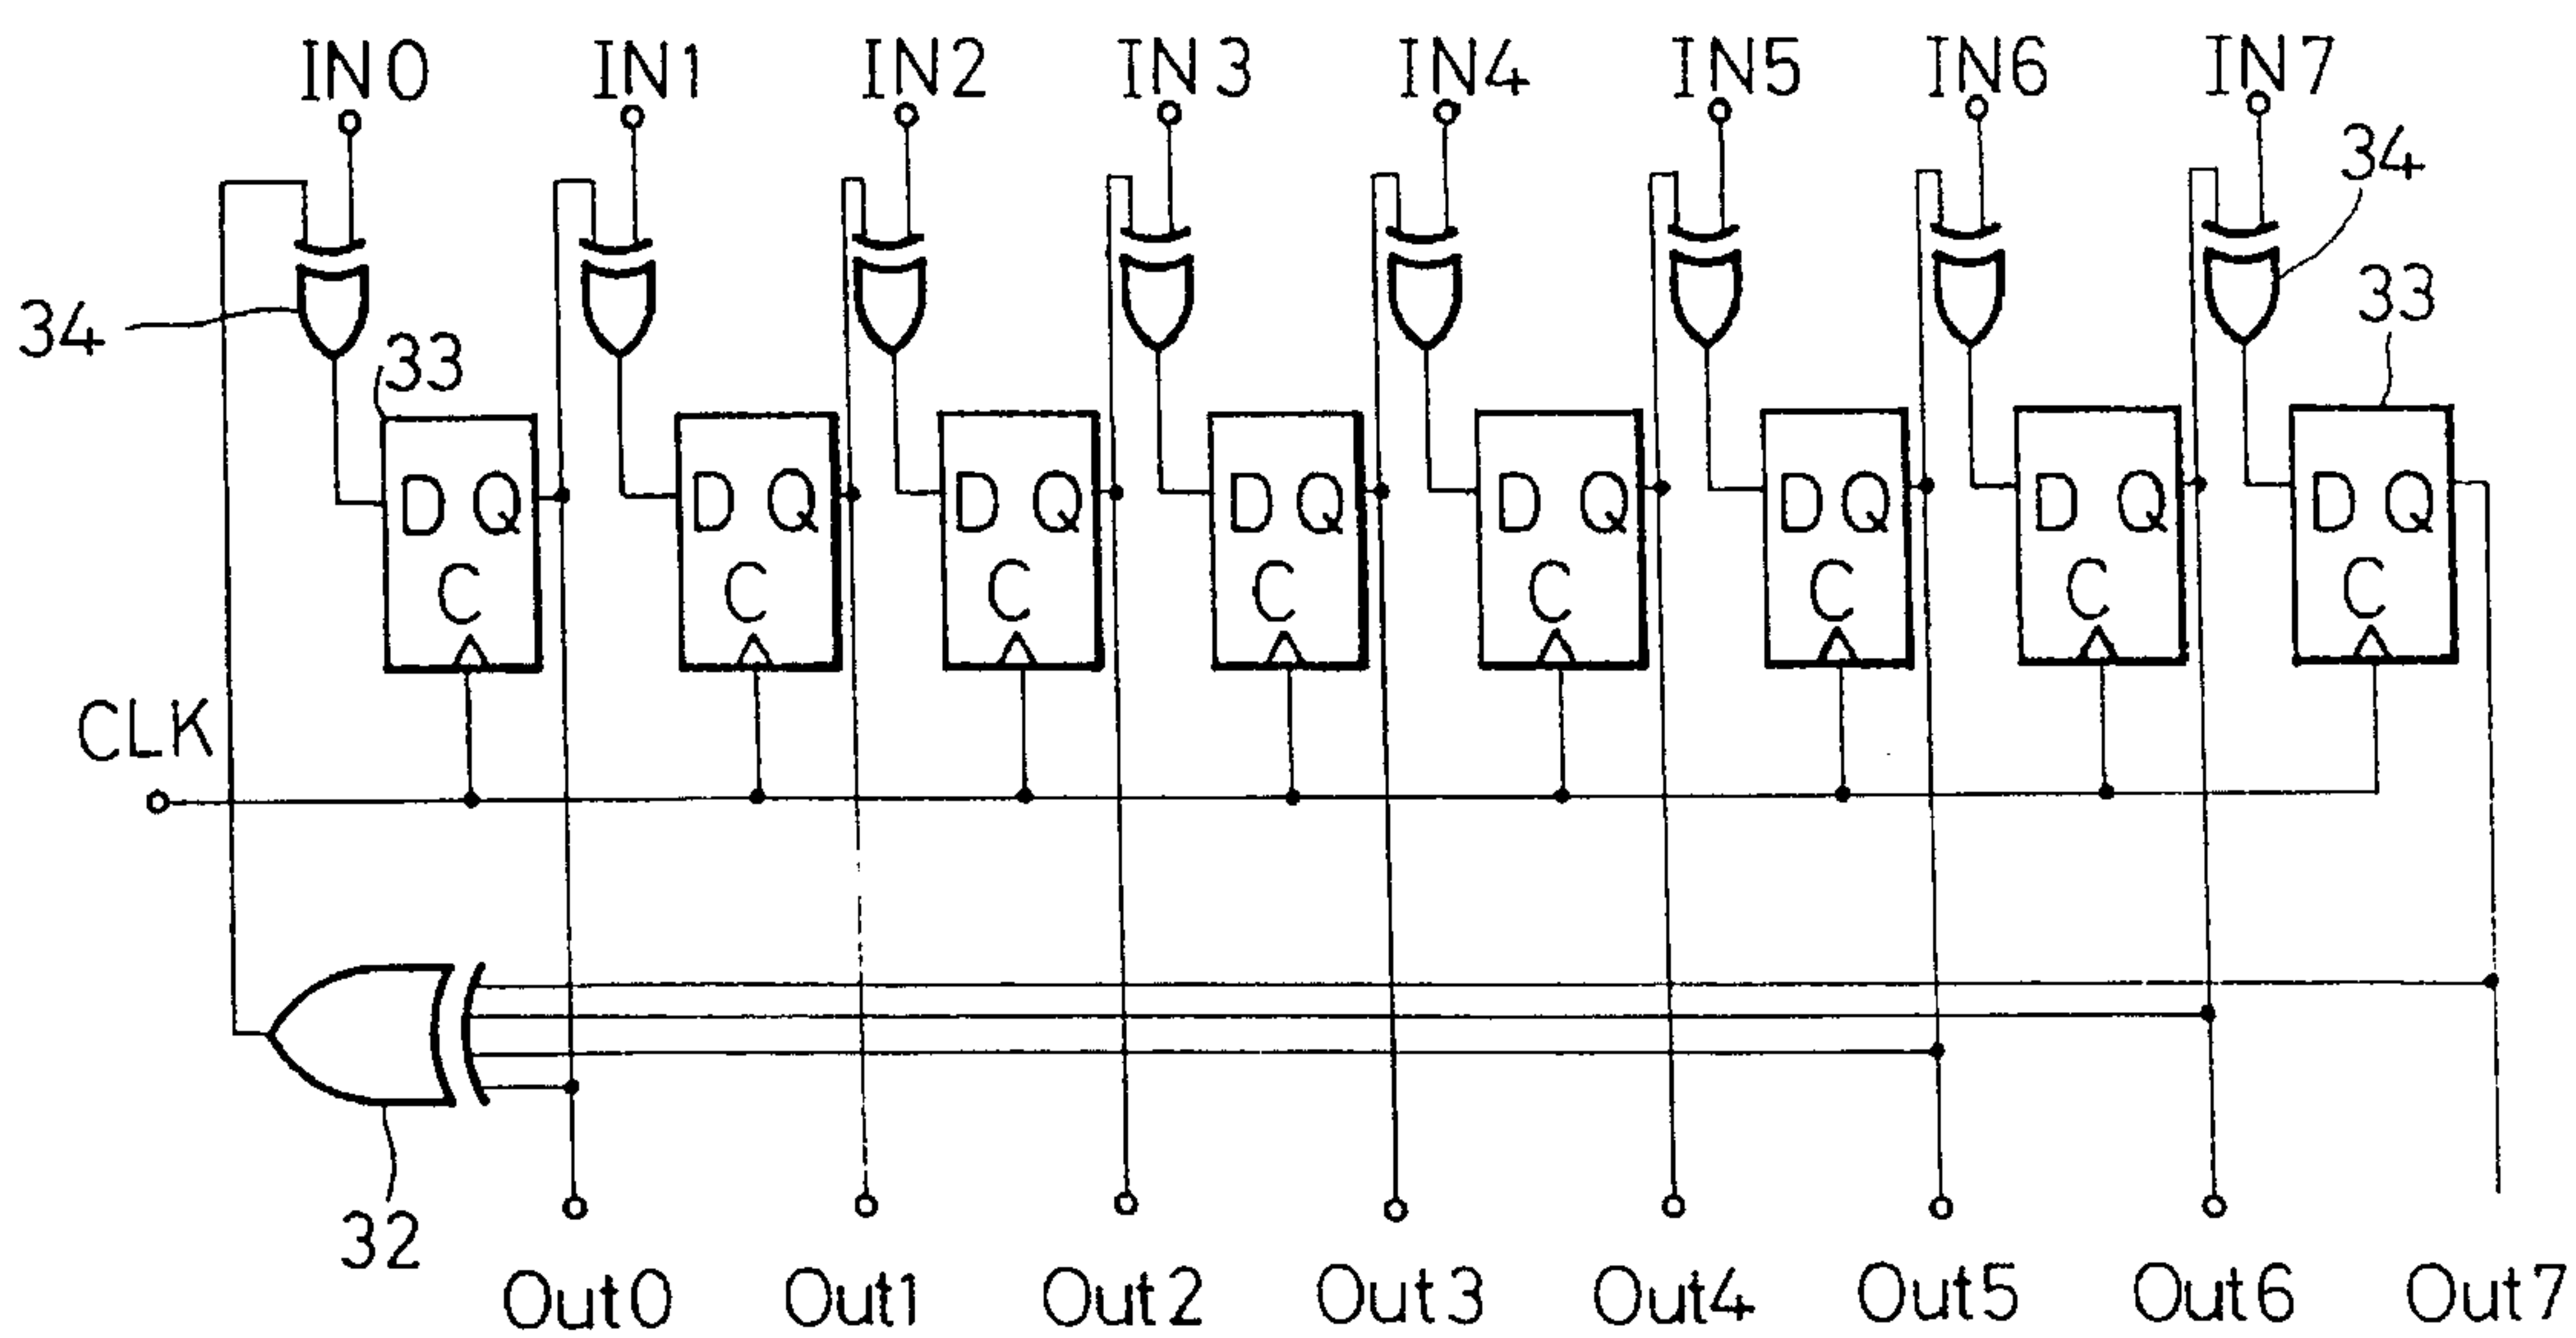 IN0 IN1 IN2 IN3 IN4 IN5 IN6 IN7
34
34
33
33
D Q D Q D Q D Q D Q D Q D Q D Q
C C C C C C C C
CLK
32
Out0 Out1 Out2 Out3 Out4 Out5 Out6 Out7